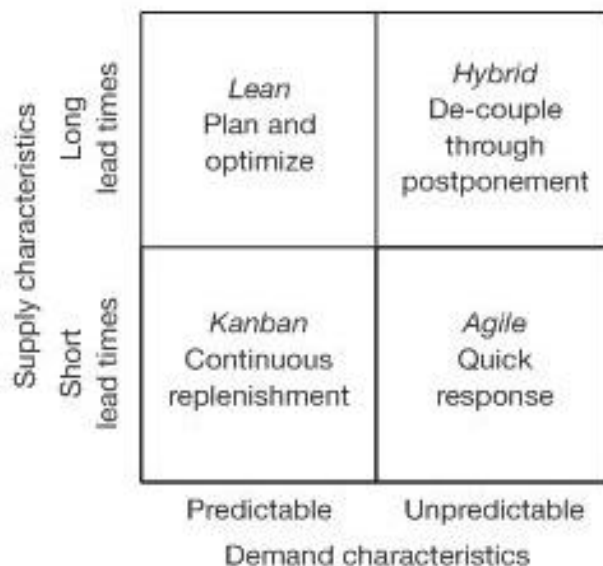 Supply characteristics
Long
lead times
Lean
Plan and
optimize
Hybrid
De-couple
through
postponement
Short
lead times
Kanban
Continuous
replenishment
Agile
Quick
response
Predictable
Unpredictable
Demand characteristics